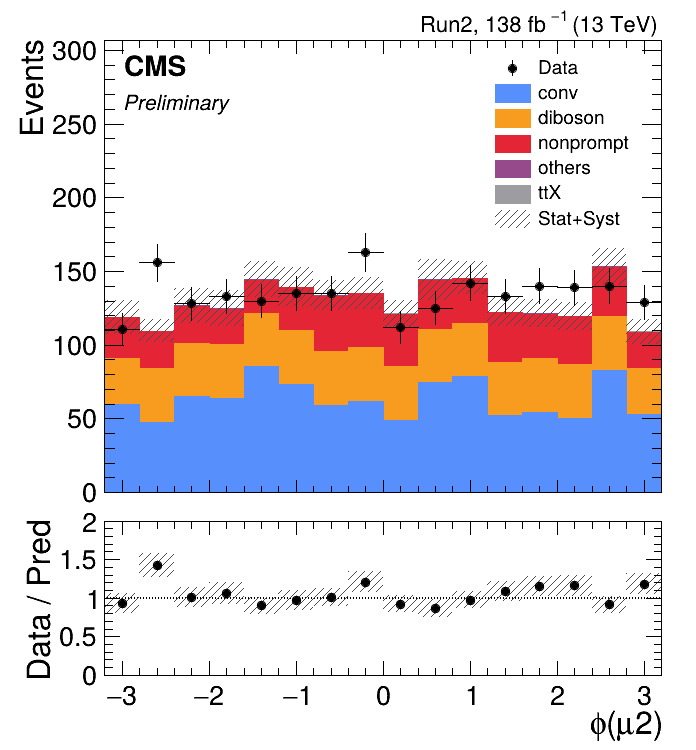 Run2, 138 fb⁻¹ (13 TeV)
CMS
Preliminary
Events
300
250
200
150
100
50
0
Data
conv
diboson
nonprompt
others
ttX
Stat+Syst
Data / Pred
2
1.5
1
0.5
0
−3 −2 −1 0 1 2 3
ϕ(μ2)